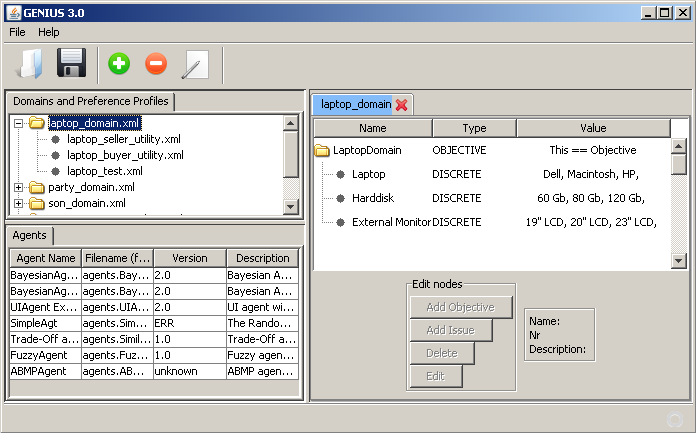 GENIUS 3.0
File Help
Domains and Preference Profiles
laptop_domain.xml
laptop_seller_utility.xml
laptop_buyer_utility.xml
laptop_test.xml
party_domain.xml
son_domain.xml
Agents
Agent Name Filename (f... Version Description
BayesianAg... agents.Bay... 2.0 Bayesian A...
BayesianAg... agents.Bay... 2.0 Bayesian A...
UIAgent Ex... agents.UIA... 2.0 UI agent wi...
SimpleAgt agents.Sim... ERR The Rando...
Trade-Off a... agents.Simil... 1.0 Trade-off a...
FuzzyAgent agents.Fuz... 1.0 Fuzzy agen...
ABMPAgent agents.AB... unknown ABMP agen...
laptop_domain
Name Type Value
LaptopDomain OBJECTIVE This == Objective
Laptop DISCRETE Dell, Macintosh, HP,
Harddisk DISCRETE 60 Gb, 80 Gb, 120 Gb,
External Monitor DISCRETE 19" LCD, 20" LCD, 23" LCD,
Edit nodes
Add Objective
Add Issue
Delete
Edit
Name:
Nr
Description: